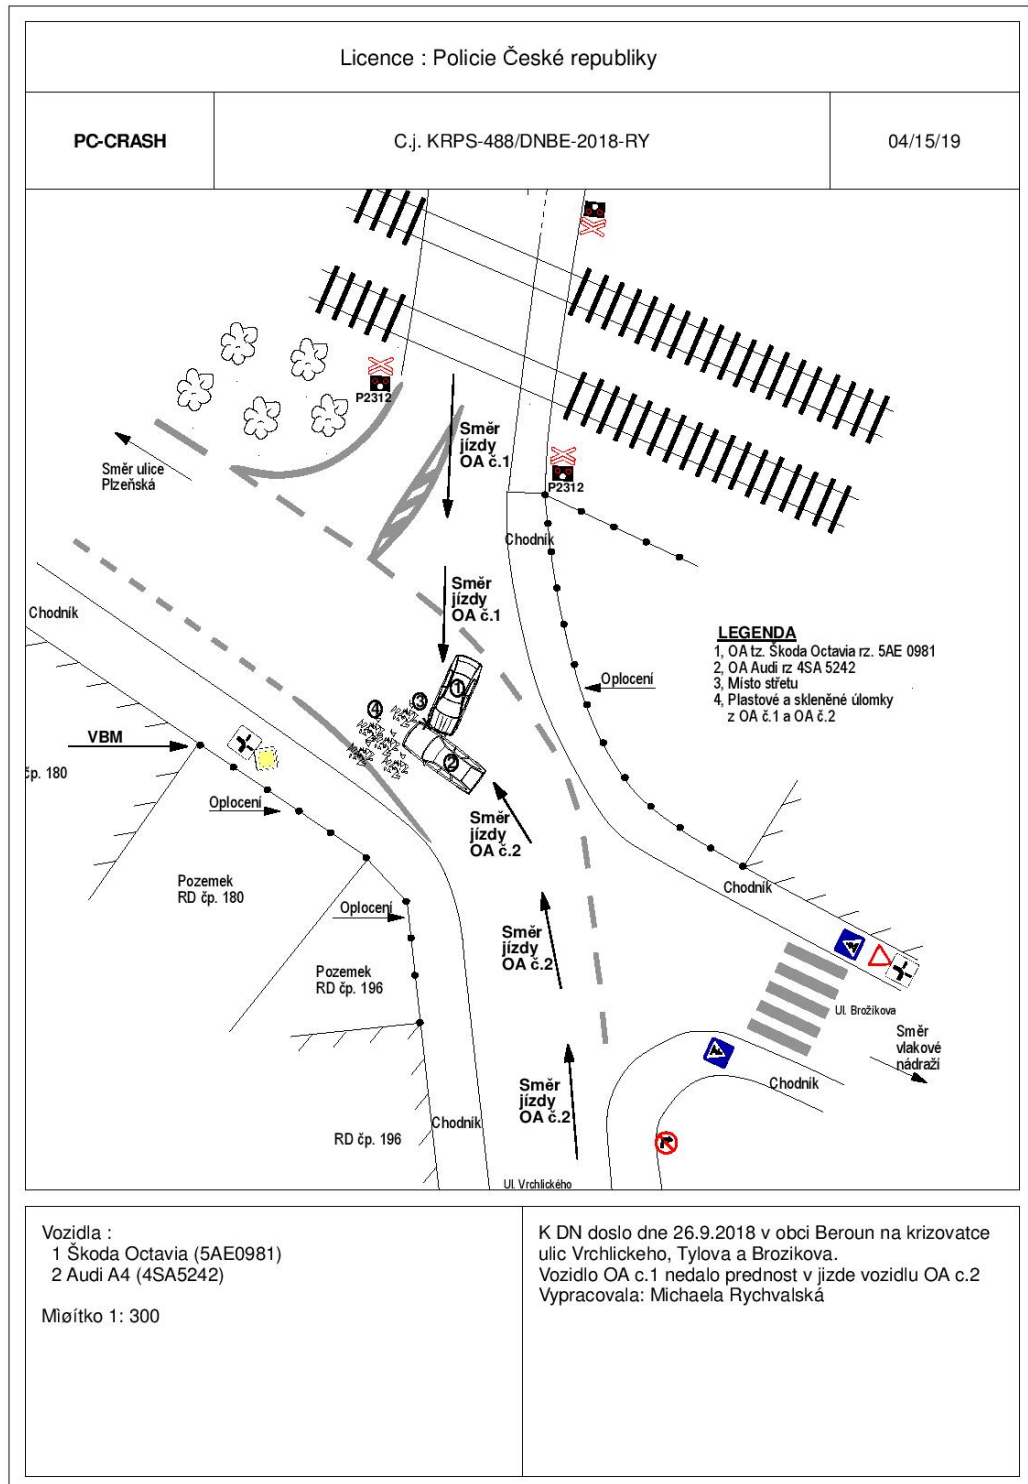 Licence : Policie České republiky
PC-CRASH
C.j. KRPS-488/DNBE-2018-RY
04/15/19
P2312
Směr
jízdy
OA č.1
Směr ulice
Plzeňská
P2312
Chodník
Směr
jízdy
OA č.1
Chodník
LEGENDA
1, OA tz. Škoda Octavia rz. 5AE 0981
2, OA Audi rz 4SA 5242
3, Místo střetu
4, Plastové a skleněné úlomky
z OA č.1 a OA č.2
Oplocení
1
3
4
VBM
čp. 180
2
Oplocení
Směr
jízdy
OA č.2
Pozemek
RD čp. 180
Chodník
Oplocení
Směr
jízdy
OA č.2
Pozemek
RD čp. 196
Ul. Brožíkova
Směr
vlakové
nádraží
Chodník
Směr
jízdy
OA č.2
Chodník
RD čp. 196
Ul. Vrchlického
Vozidla :
1 Škoda Octavia (5AE0981)
2 Audi A4 (4SA5242)
Mìøítko 1: 300
K DN doslo dne 26.9.2018 v obci Beroun na krizovatce
ulic Vrchlickeho, Tylova a Brozikova.
Vozidlo OA c.1 nedalo prednost v jizde vozidlu OA c.2
Vypracovala: Michaela Rychvalská